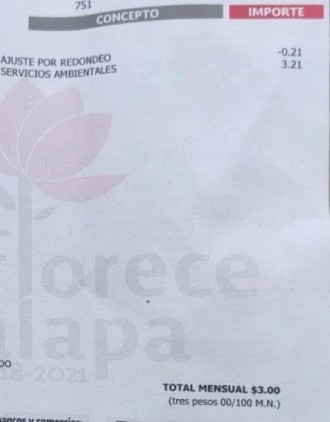 751
CONCEPTO IMPORTE
AJUSTE POR REDONDEO -0.21
SERVICIOS AMBIENTALES 3.21
florece
alapa
18-2021
TOTAL MENSUAL $3.00
(tres pesos 00/100 M.N.)